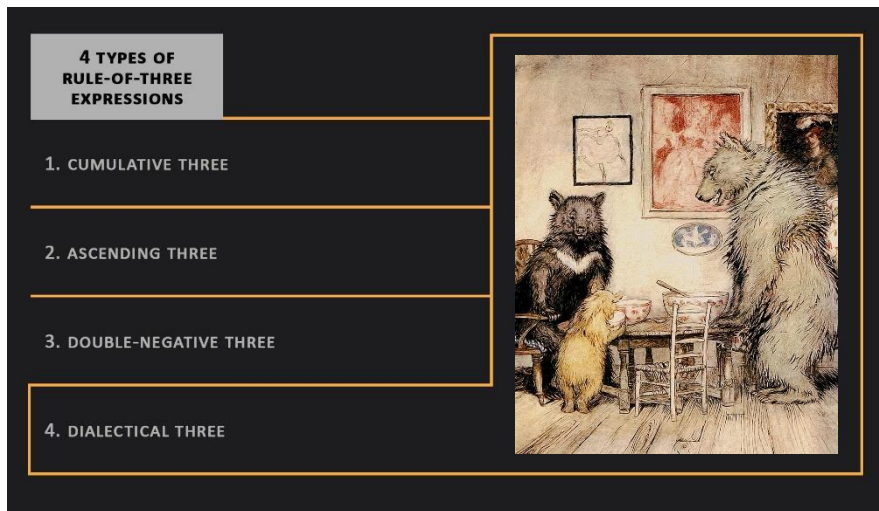 4 TYPES OF
RULE-OF-THREE
EXPRESSIONS
1. CUMULATIVE THREE
2. ASCENDING THREE
3. DOUBLE-NEGATIVE THREE
4. DIALECTICAL THREE